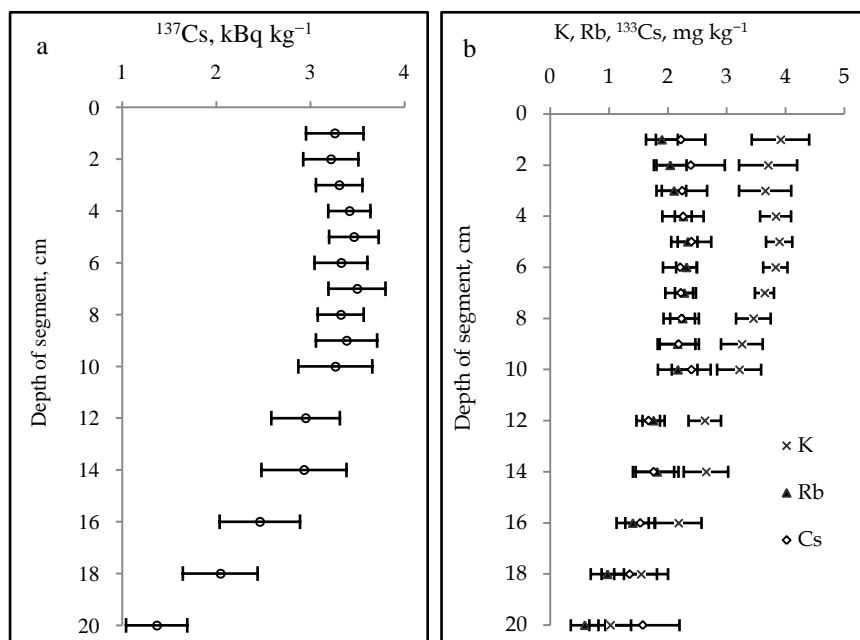 a
¹³⁷Cs, kBq kg⁻¹
1 2 3 4
Depth of segment, cm
0
2
4
6
8
10
12
14
16
18
20
b
K, Rb, ¹³³Cs, mg kg⁻¹
0 1 2 3 4 5
Depth of segment, cm
0
2
4
6
8
10
12
14
16
18
20
K
Rb
Cs